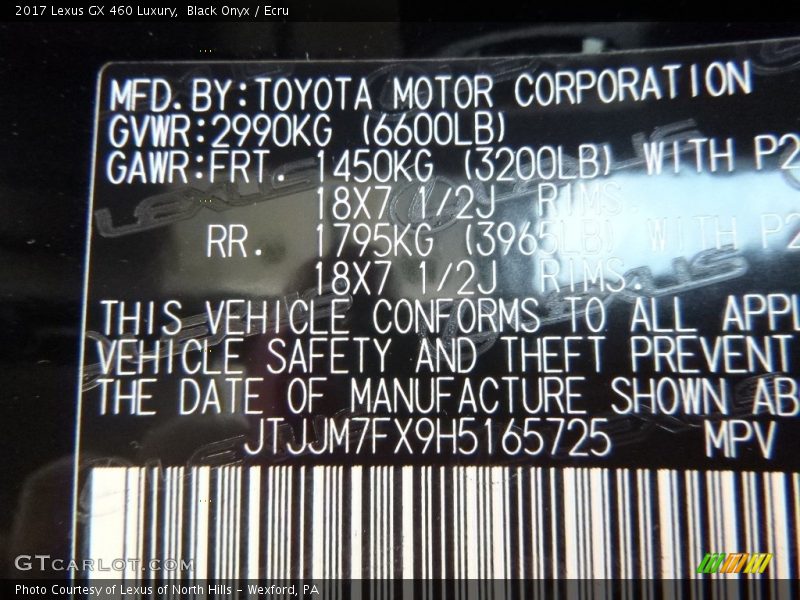 2017 Lexus GX 460 Luxury, Black Onyx / Ecru
MFD.BY:TOYOTA MOTOR CORPORATION
GVWR:2990KG (6600LB)
GAWR:FRT. 1450KG (3200LB) WITH P2
18X7 1/2J RIMS.
RR. 1795KG (3965LB) WITH P2
18X7 1/2J RIMS.
THIS VEHICLE CONFORMS TO ALL APPL
VEHICLE SAFETY AND THEFT PREVENT
THE DATE OF MANUFACTURE SHOWN AB
JTJJM7FX9H5165725 MPV
GTCARLOT.COM
Photo Courtesy of Lexus of North Hills - Wexford, PA